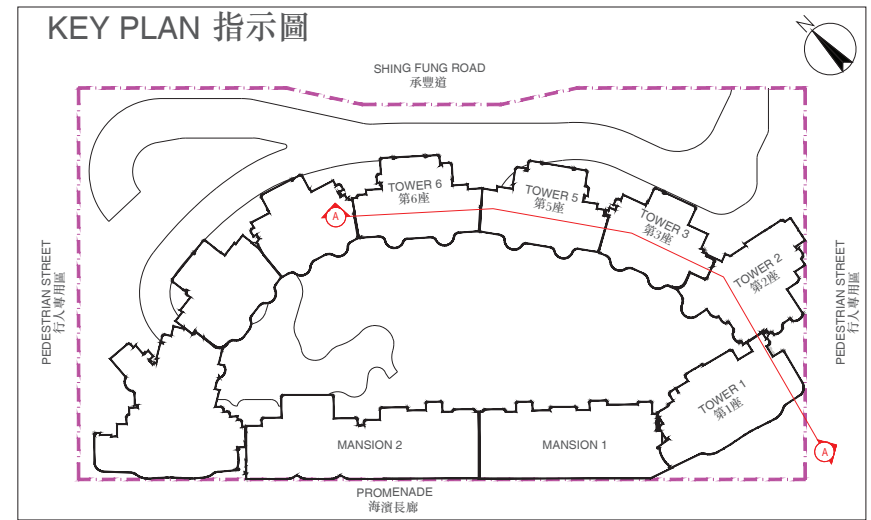 KEY PLAN 指示圖
N
SHING FUNG ROAD
承豐道
TOWER 6
第6座
TOWER 5
第5座
TOWER 3
第3座
TOWER 2
第2座
TOWER 1
第1座
A
A
PEDESTRIAN STREET
行人專用區
PEDESTRIAN STREET
行人專用區
MANSION 2
MANSION 1
PROMENADE
海濱長廊